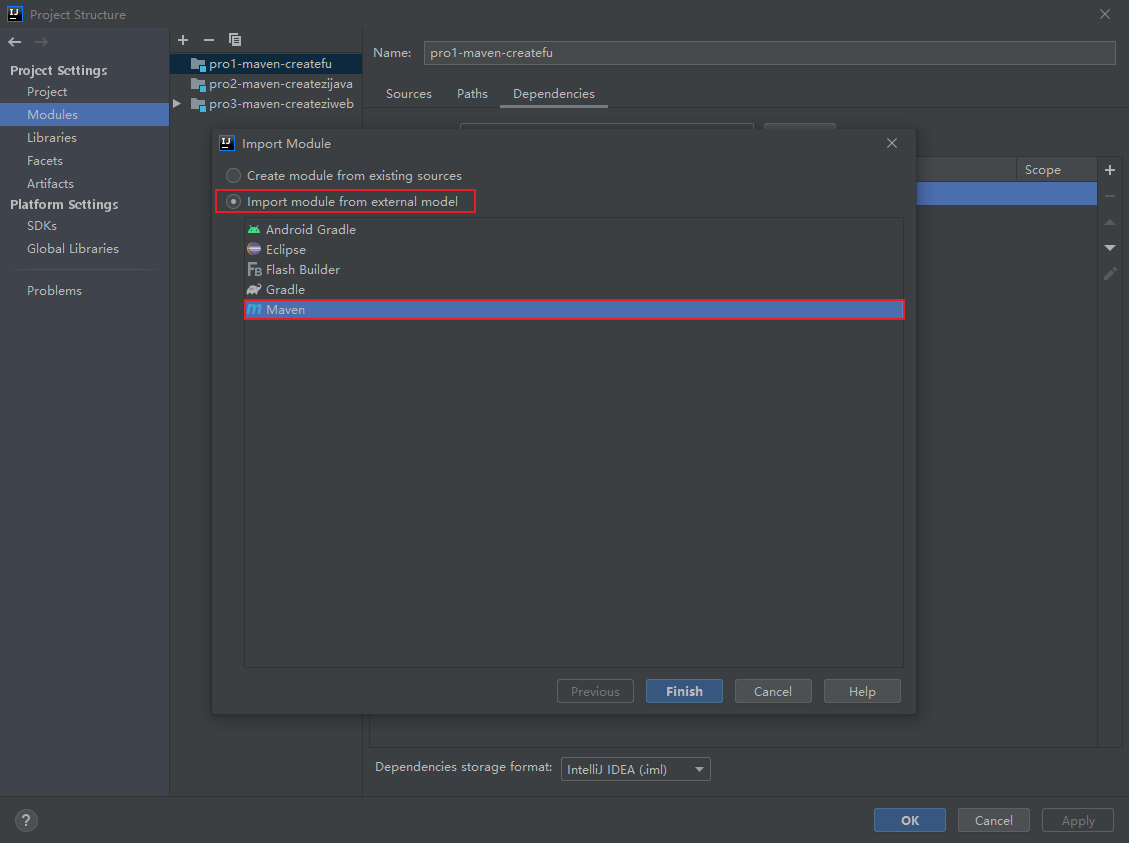 Project Structure
Project Settings
Project
Modules
Libraries
Facets
Artifacts
Platform Settings
SDKs
Global Libraries
Problems
pro1-maven-createfu
pro2-maven-createzijava
pro3-maven-createziweb
Name: pro1-maven-createfu
Sources Paths Dependencies
Scope
Import Module
Create module from existing sources
Import module from external model
Android Gradle
Eclipse
Flash Builder
Gradle
Maven
Previous Finish Cancel Help
Dependencies storage format: IntelliJ IDEA (.iml)
? OK Cancel Apply